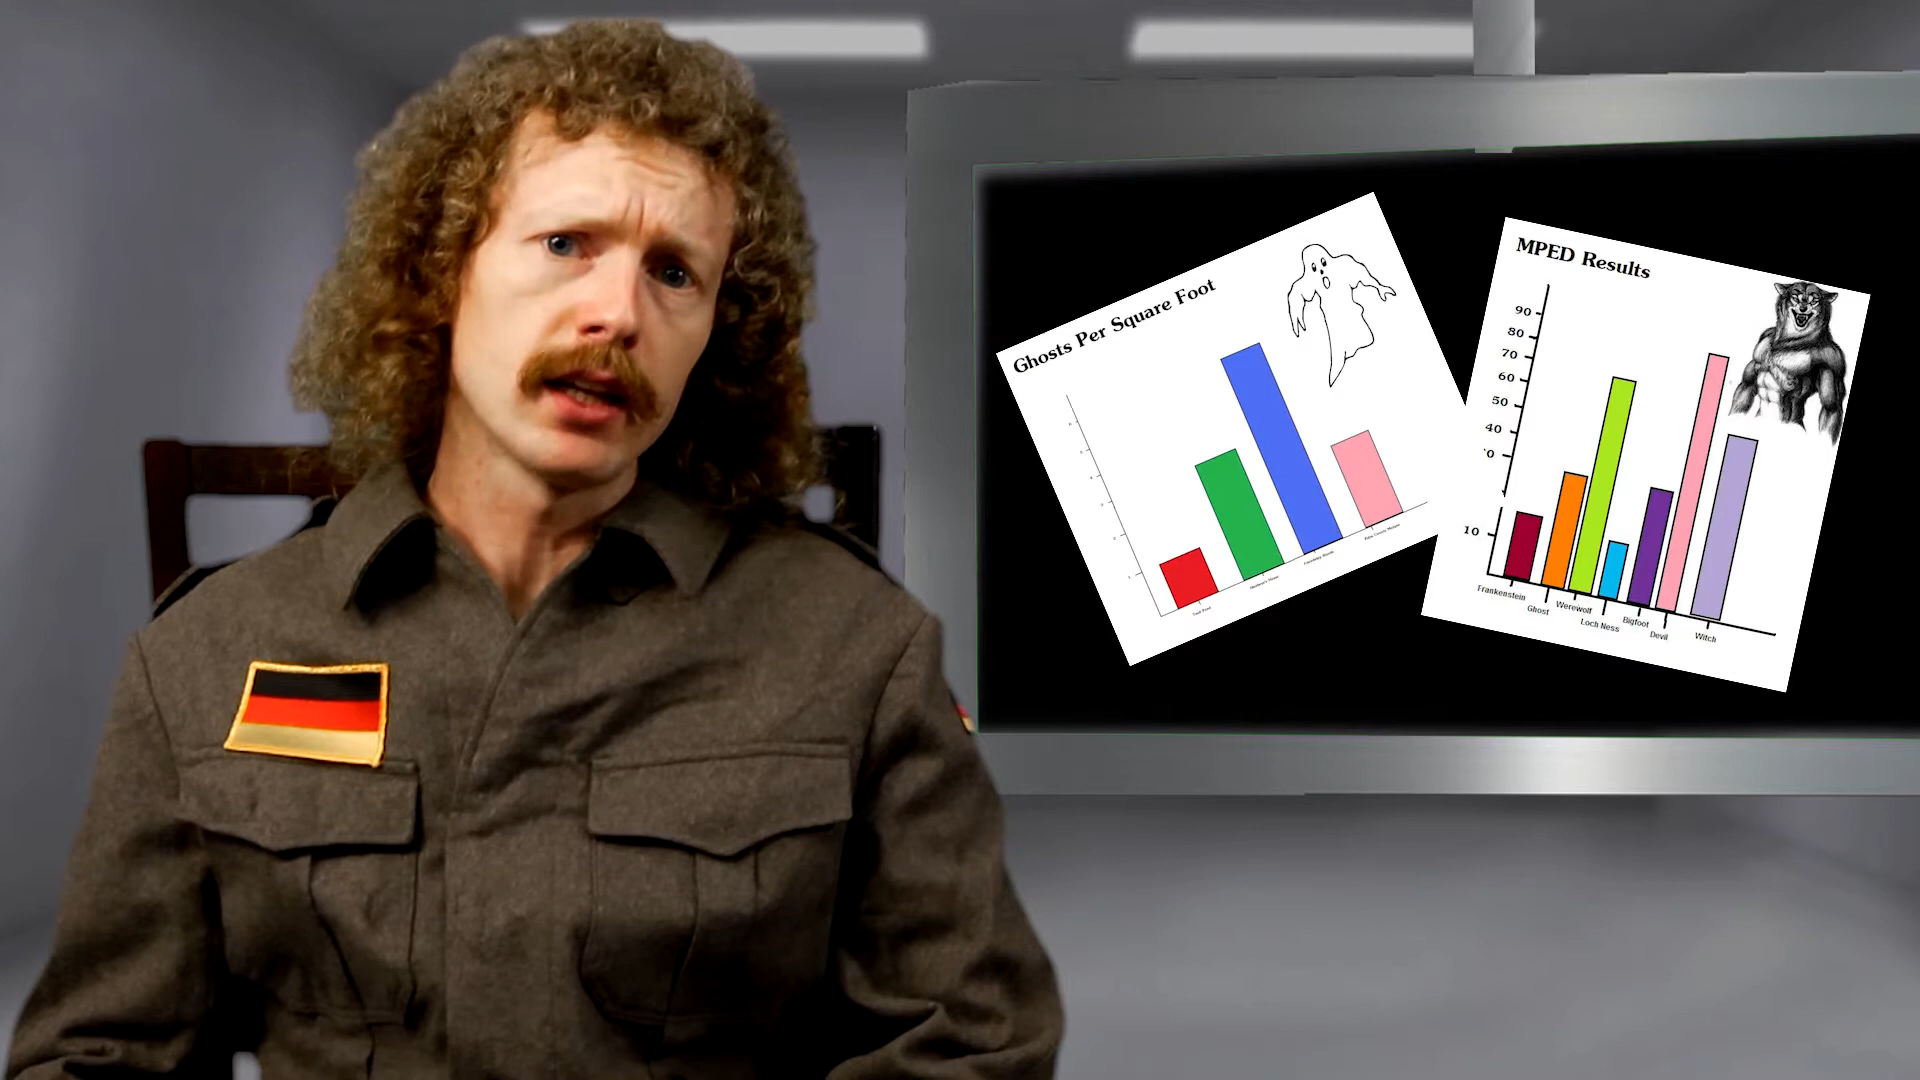 Ghosts Per Square Foot
MPED Results
90
80
70
60
50
40
0
10
Frankenstein
Ghost
Werewolf
Loch Ness
Bigfoot
Devil
Witch